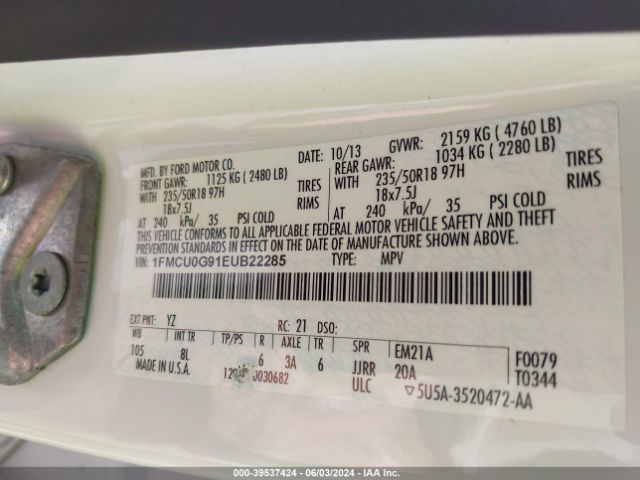 MFD. BY FORD MOTOR CO.
DATE: 10/13 GVWR: 2159 KG ( 4760 LB)
FRONT GAWR: 1125 KG ( 2480 LB) REAR GAWR: 1034 KG ( 2280 LB)
WITH 235/50R18 97H TIRES WITH 235/50R18 97H TIRES
18x7.5J RIMS 18x7.5J RIMS
AT 240 kPa/ 35 PSI COLD AT 240 kPa/ 35 PSI COLD
THIS VEHICLE CONFORMS TO ALL APPLICABLE FEDERAL MOTOR VEHICLE SAFETY AND THEFT
PREVENTION STANDARDS IN EFFECT ON THE DATE OF MANUFACTURE SHOWN ABOVE.
VIN: 1FMCU0G91EUB22285 TYPE: MPV
EXT PNT: YZ RC: 21 DSO:
WB INT TR TP/PS R AXLE TR SPR EM21A F0079
105 8L 6 3A 6 JJRR 20A T0344
MADE IN U.S.A. 0030682 ULC ▽5U5A-3520472-AA
000-39537424 - 06/03/2024 - IAA Inc.